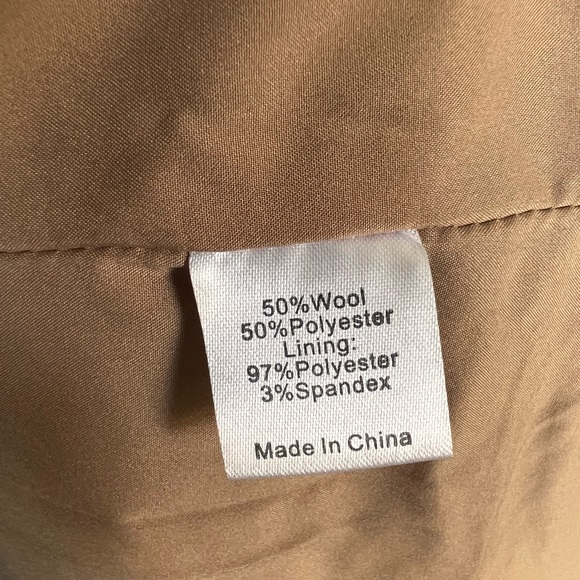 50%Wool
50%Polyester
Lining:
97%Polyester
3%Spandex
Made In China